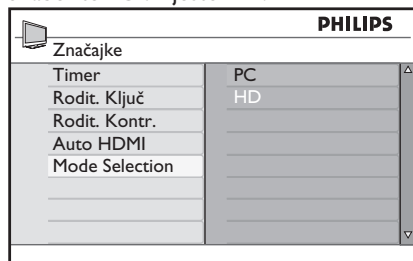 PHILIPS
Značajke
Timer
Rodit. Ključ
Rodit. Kontr.
Auto HDMI
Mode Selection
PC
HD